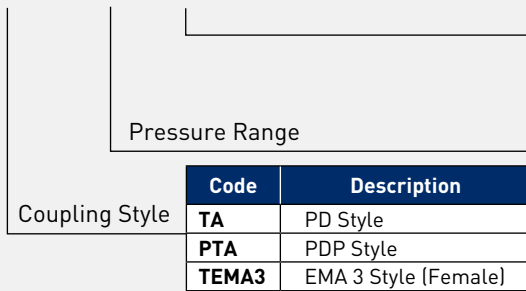 Pressure Range
Code Description
Coupling Style TA PD Style
PTA PDP Style
TEMA3 EMA 3 Style (Female)